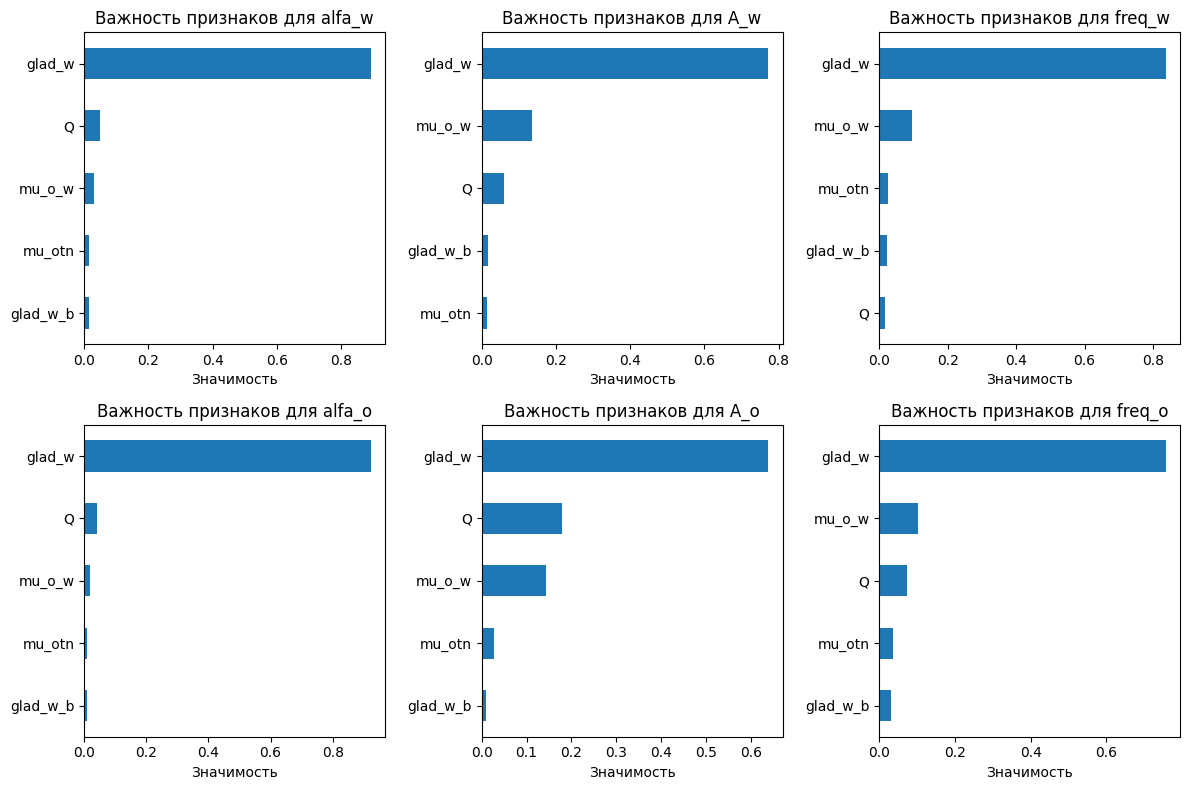 Важность признаков для alfa_w
glad_w
Q
mu_o_w
mu_otn
glad_w_b
0.0 0.2 0.4 0.6 0.8
Значимость
Важность признаков для A_w
glad_w
mu_o_w
Q
glad_w_b
mu_otn
0.0 0.2 0.4 0.6 0.8
Значимость
Важность признаков для freq_w
glad_w
mu_o_w
mu_otn
glad_w_b
Q
0.0 0.2 0.4 0.6 0.8
Значимость
Важность признаков для alfa_o
glad_w
Q
mu_o_w
mu_otn
glad_w_b
0.0 0.2 0.4 0.6 0.8
Значимость
Важность признаков для A_o
glad_w
Q
mu_o_w
mu_otn
glad_w_b
0.0 0.1 0.2 0.3 0.4 0.5 0.6
Значимость
Важность признаков для freq_o
glad_w
mu_o_w
Q
mu_otn
glad_w_b
0.0 0.2 0.4 0.6
Значимость